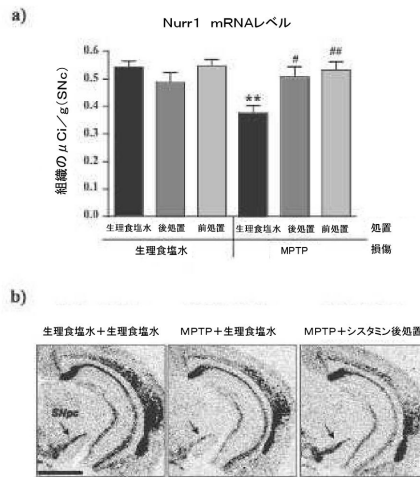 a)
Nurr1 mRNAレベル
組織のμCi/g(SNc)
0.6
0.5
0.4
0.3
0.2
0.1
0.0
**
#
##
生理食塩水 後処置 前処置 生理食塩水 後処置 前処置 処置
生理食塩水 MPTP 損傷
b)
生理食塩水+生理食塩水 MPTP+生理食塩水 MPTP+シスタミン後処置
SNpc